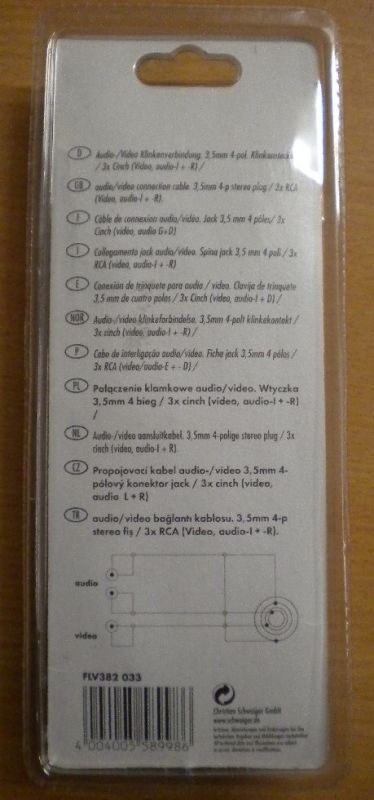 D Audio-/Video Klinkenverbindung. 3,5mm 4-pol. Klinkenstecker
/ 3x Cinch (Video, Audio-l + -R) /
GB audio/video connection cable. 3,5mm 4-p stereo plug / 3x RCA
(Video, audio-l + -R).
F Câble de connexion audio/vidéo. Jack 3,5 mm 4 pôles/ 3x
Cinch (vidéo, audio G+D)
I Collegamento jack audio/video. Spina jack 3,5 mm 4 poli / 3x
RCA (video, audio-l + -R)
E Conexion de trinquete para audio / video. Clavija de trinquete
3,5 mm de cuatro polos / 3x Cinch (video, audio-I + D) /
NOR Audio-/video-klinkeforbindelse. 3,5mm 4-polt klinkekontakt /
3x cinch (video, audio-l + -R) /
P Cabo de interligação audio/vídeo. Fiche jack 3,5mm 4 pólos /
3x RCA (vídeo/audio-E + - D) /
PL Połączenie klamkowe audio/video. Wtyczka
3,5mm 4 bieg / 3x cinch (video, audio-l + -R)
/
NL Audio-/video aansluitkabel. 3,5mm 4-polige stereo plug / 3x
cinch (video, audio-l + R).
CZ Propojovací kabel audio-/video 3,5mm 4-
pólový konektor jack / 3x cinch (video,
audio L + R)
TR audio/video bağlantı kablosu. 3,5mm 4-p
stereo fiş / 3x RCA (Video, audio-l + -R).
audio
video
FLV382 033
4 004005 589986
Christian Schwaiger GmbH
www.schwaiger.de